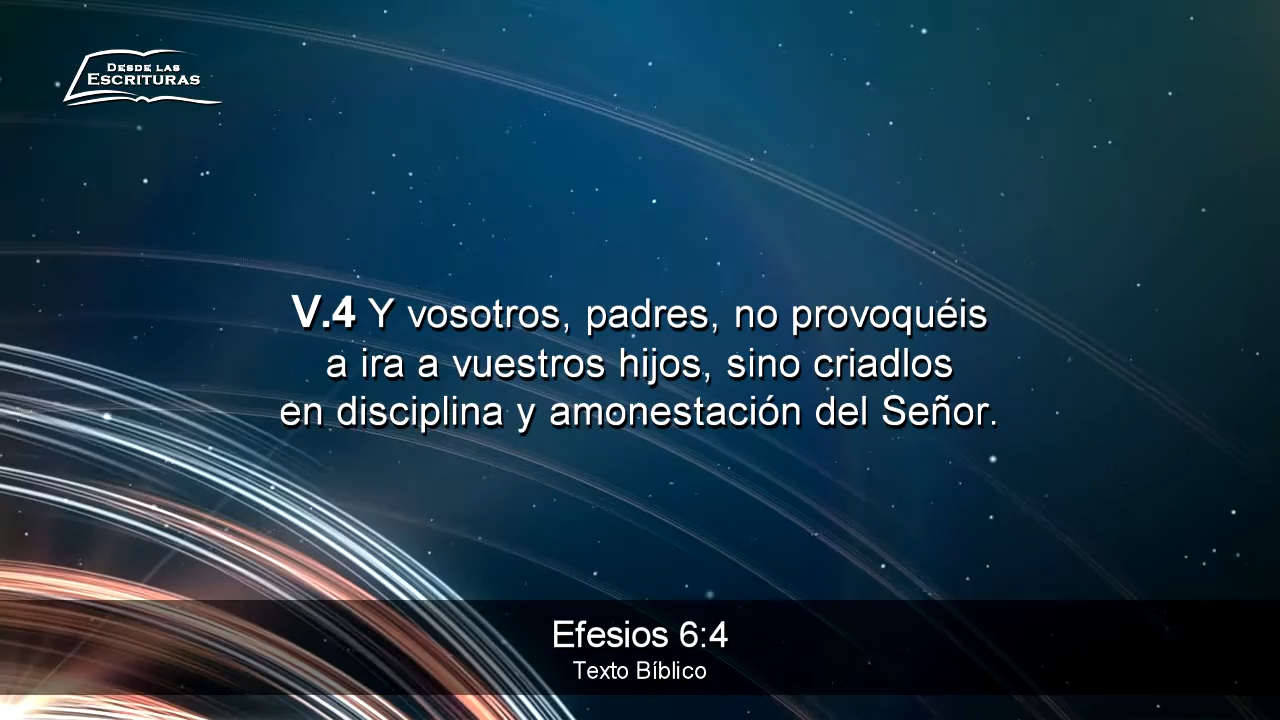 DESDE LAS
ESCRITURAS
V.4 Y vosotros, padres, no provoquéis
a ira a vuestros hijos, sino criadlos
en disciplina y amonestación del Señor.
Efesios 6:4
Texto Bíblico